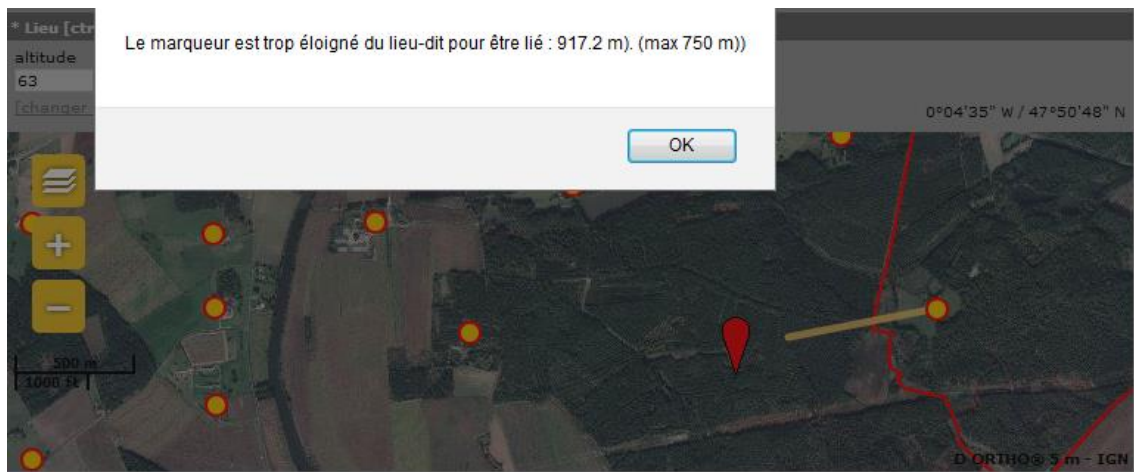 * Lieu [ctr
Le marqueur est trop éloigné du lieu-dit pour être lié : 917.2 m). (max 750 m))
altitude
63
[changer
0°04'35" W / 47°50'48" N
OK
+
−
500 m
1000 ft
D ORTHO® 5 m - IGN